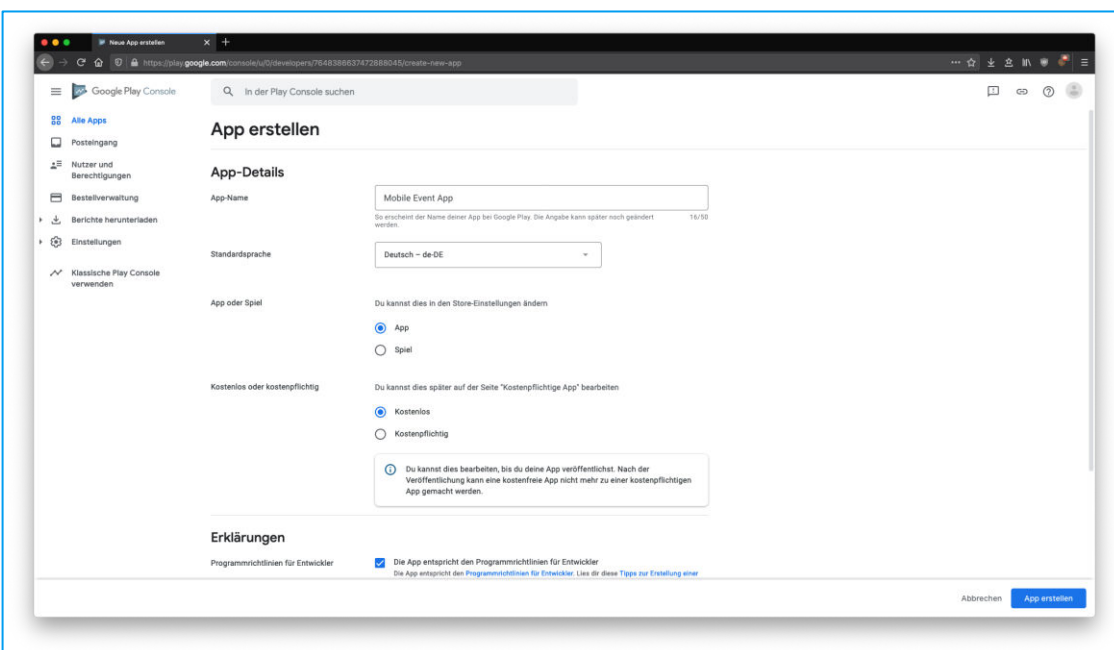 Neue App erstellen
https://play.google.com/console/u/0/developers/7648386637472888045/create-new-app
Google Play Console
In der Play Console suchen
Alle Apps
Posteingang
Nutzer und
Berechtigungen
Bestellverwaltung
Berichte herunterladen
Einstellungen
Klassische Play Console
verwenden
App erstellen
App-Details
App-Name
Mobile Event App
So erscheint der Name deiner App bei Google Play. Die Angabe kann später noch geändert
werden.
16/50
Standardsprache
Deutsch – de-DE
App oder Spiel
Du kannst dies in den Store-Einstellungen ändern
App
Spiel
Kostenlos oder kostenpflichtig
Du kannst dies später auf der Seite "Kostenpflichtige App" bearbeiten
Kostenlos
Kostenpflichtig
Du kannst dies bearbeiten, bis du deine App veröffentlichst. Nach der
Veröffentlichung kann eine kostenfreie App nicht mehr zu einer kostenpflichtigen
App gemacht werden.
Erklärungen
Programmrichtlinien für Entwickler
Die App entspricht den Programmrichtlinien für Entwickler
Die App entspricht den Programmrichtlinien für Entwickler. Lies dir diese Tipps zur Erstellung einer
Abbrechen
App erstellen